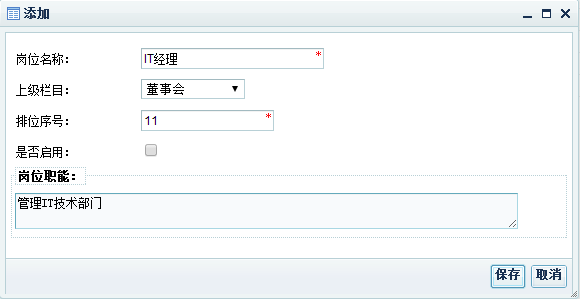 添加
岗位名称： IT经理 *
上级栏目： 董事会
排位序号： 11 *
是否启用：
岗位职能：
管理IT技术部门
保存 取消